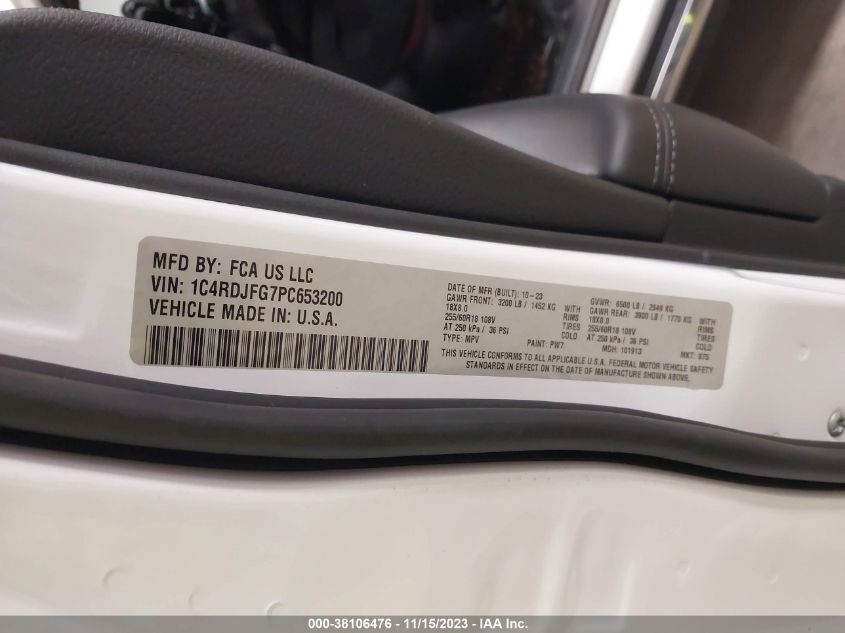 MFD BY: FCA US LLC
VIN: 1C4RDJFG7PC653200
VEHICLE MADE IN: U.S.A.
DATE OF MFR (BUILT): 10-23 GVWR: 6500 LB / 2949 KG
GAWR FRONT: 3200 LB / 1452 KG WITH GAWR REAR: 3900 LB / 1770 KG WITH
18X8.0 RIMS 18X8.0 RIMS
255/60R18 108V TIRES 255/60R18 108V TIRES
AT 250 kPa / 36 PSI COLD AT 250 kPa / 36 PSI COLD
TYPE: MPV PAINT: PW7 MDH: 101913 MKT: 875
THIS VEHICLE CONFORMS TO ALL APPLICABLE U.S.A. FEDERAL MOTOR VEHICLE SAFETY
STANDARDS IN EFFECT ON THE DATE OF MANUFACTURE SHOWN ABOVE.
000-38106476 - 11/15/2023 - IAA Inc.